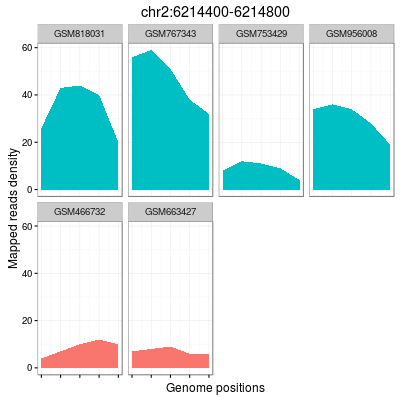 chr2:6214400-6214800
GSM818031 GSM767343 GSM753429 GSM956008
60
40
20
0
GSM466732 GSM663427
60
40
20
0
Mapped reads density
Genome positions